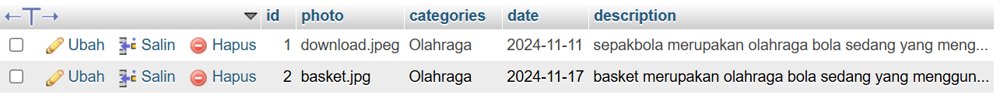 ←T→ id photo categories date description
Ubah Salin Hapus 1 download.jpeg Olahraga 2024-11-11 sepakbola merupakan olahraga bola sedang yang meng...
Ubah Salin Hapus 2 basket.jpg Olahraga 2024-11-17 basket merupakan olahraga bola sedang yang menggun...